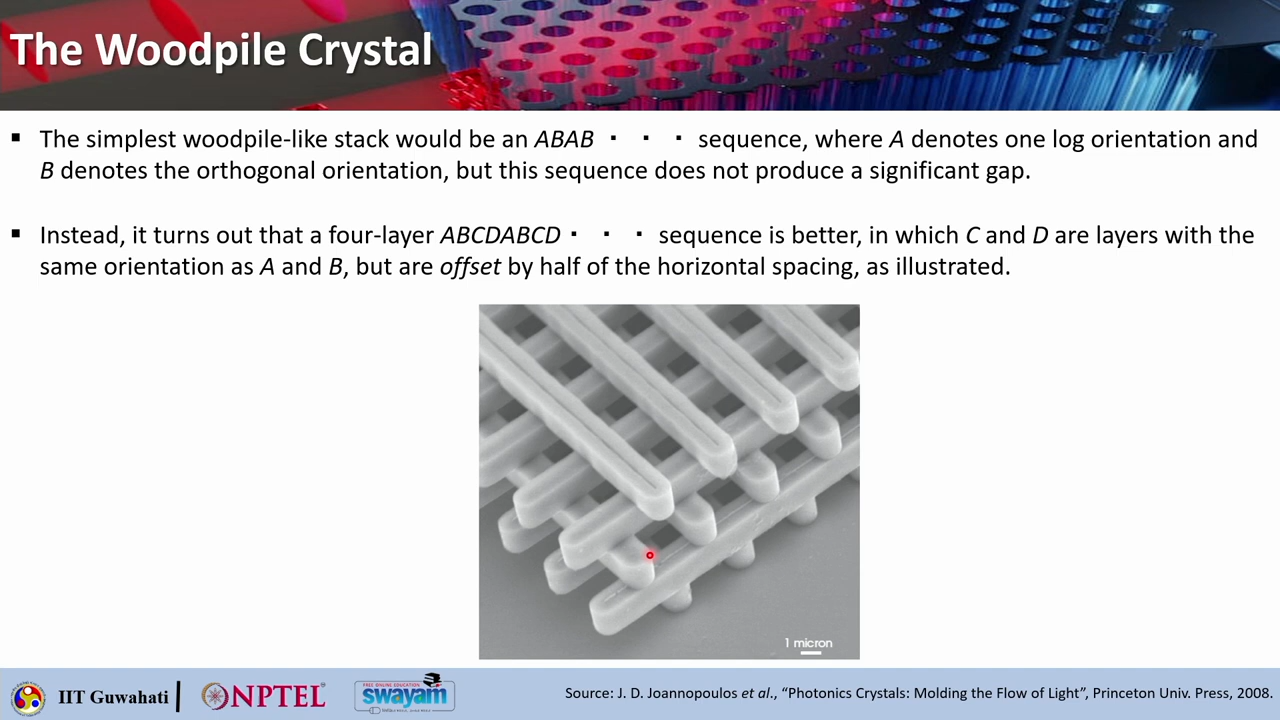 The Woodpile Crystal
▪ The simplest woodpile-like stack would be an ABAB · · · sequence, where A denotes one log orientation and
B denotes the orthogonal orientation, but this sequence does not produce a significant gap.
▪ Instead, it turns out that a four-layer ABCDABCD · · · sequence is better, in which C and D are layers with the
same orientation as A and B, but are offset by half of the horizontal spacing, as illustrated.
1 micron
IIT Guwahati
NPTEL
FREE ONLINE EDUCATION
swayam
Source: J. D. Joannopoulos et al., “Photonics Crystals: Molding the Flow of Light”, Princeton Univ. Press, 2008.